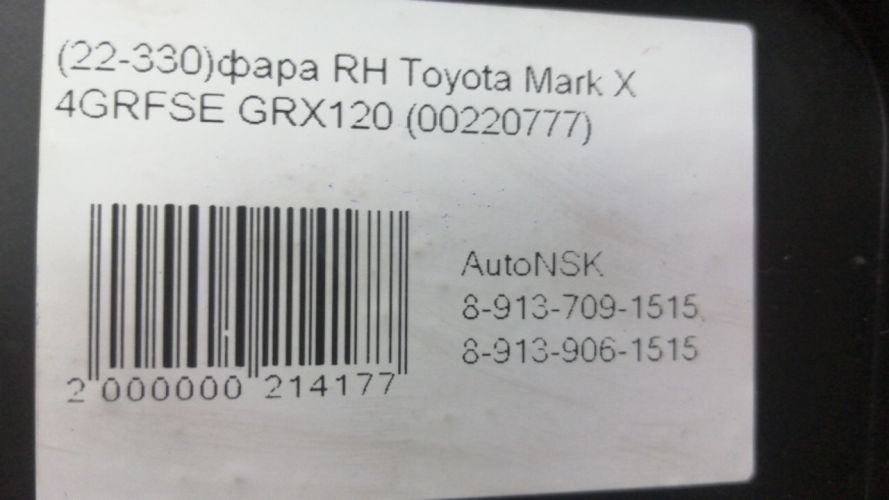 (22-330)фара RH Toyota Mark X
4GRFSE GRX120 (00220777)
AutoNSK
8-913-709-1515
8-913-906-1515
2 000000 214177